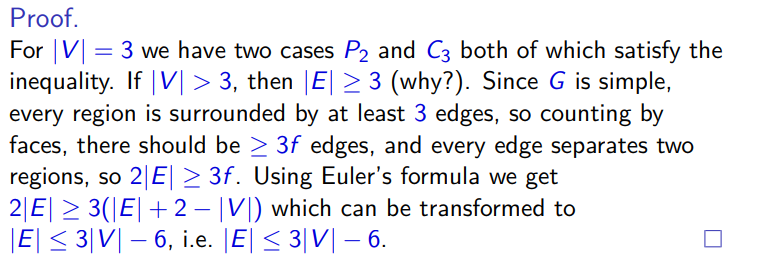 Proof.
For |V| = 3 we have two cases P₂ and C₃ both of which satisfy the
inequality. If |V| > 3, then |E| ≥ 3 (why?). Since G is simple,
every region is surrounded by at least 3 edges, so counting by
faces, there should be ≥ 3f edges, and every edge separates two
regions, so 2|E| ≥ 3f. Using Euler's formula we get
2|E| ≥ 3(|E| + 2 − |V|) which can be transformed to
|E| ≤ 3|V| − 6, i.e. |E| ≤ 3|V| − 6.